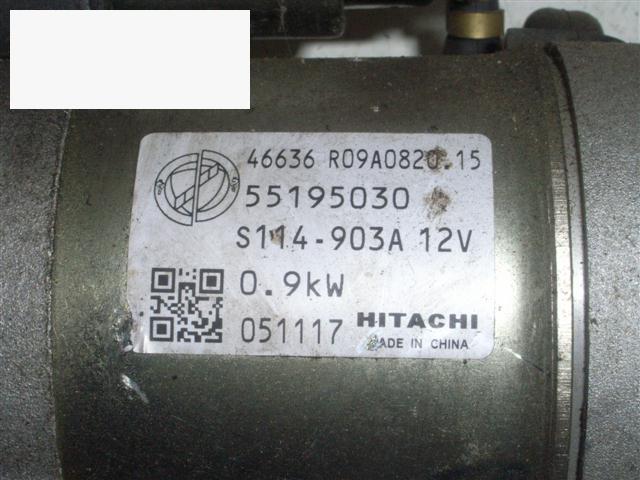 46636 R09A0820.15
55195030
S114-903A 12V
0.9kW
051117 HITACHI
MADE IN CHINA